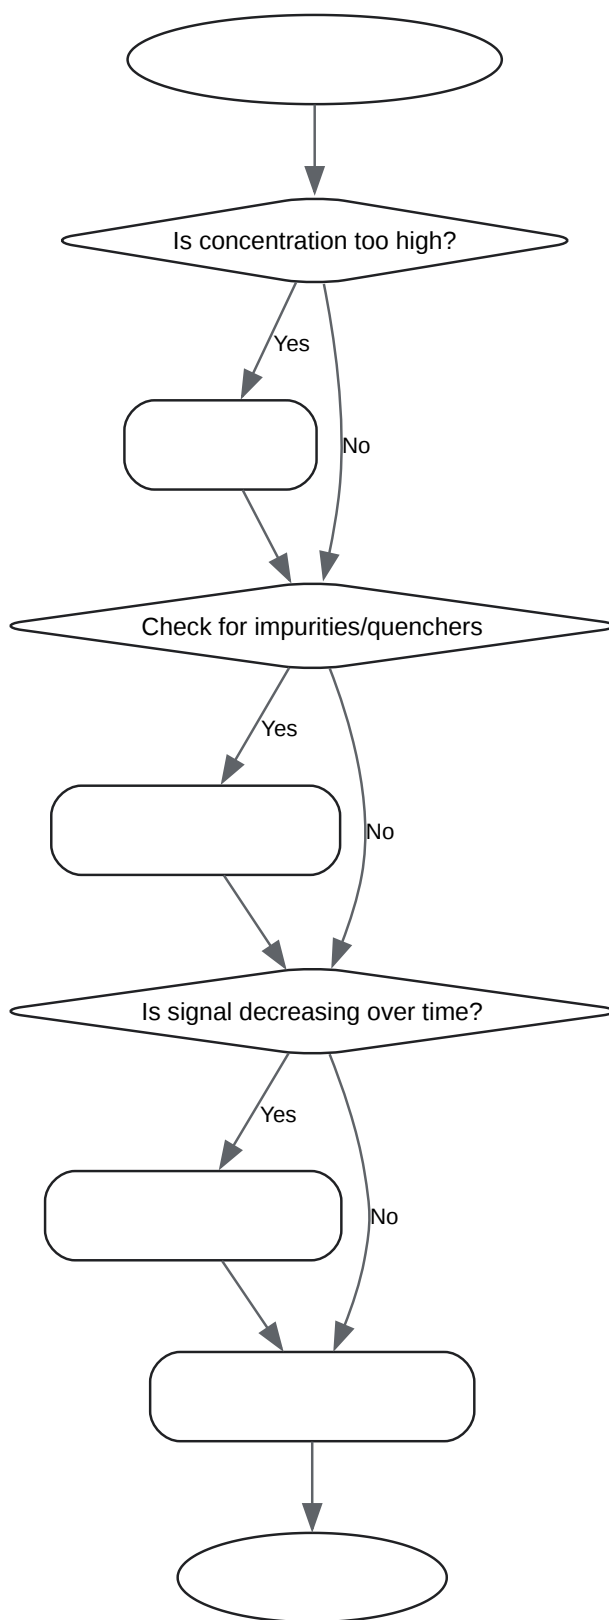 Is concentration too high?
Yes
No
Check for impurities/quenchers
Yes
No
Is signal decreasing over time?
Yes
No